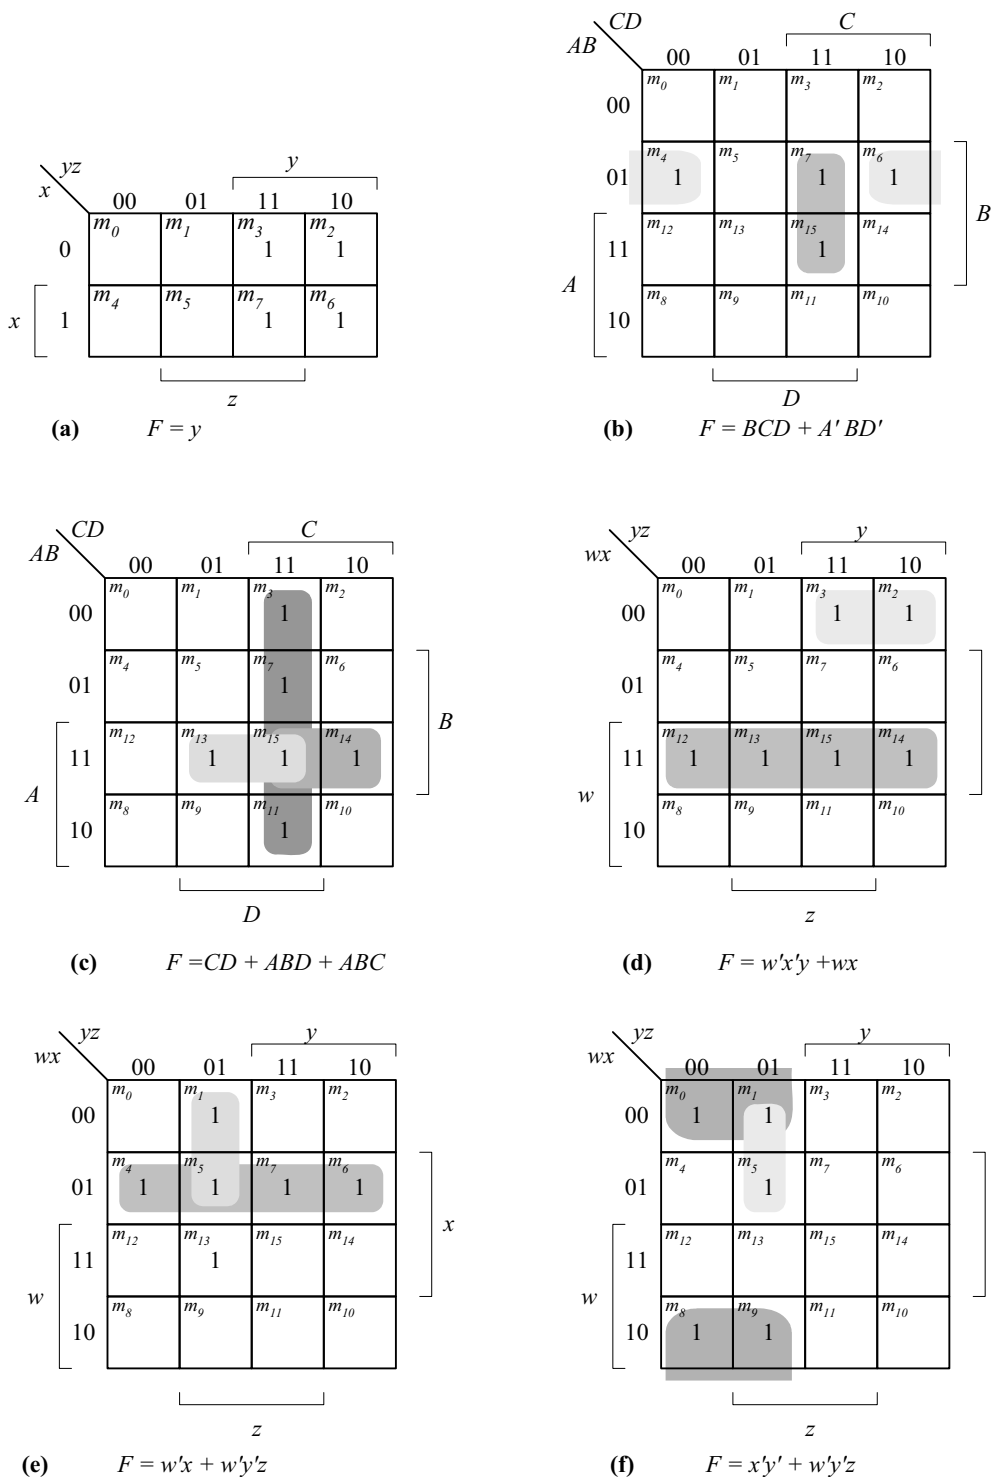 yz
x
y
00 01 11 10
0 m0 m1 m3 1 m2 1
x 1 m4 m5 m7 1 m6 1
z
(a) F = y
CD
AB
C
00 01 11 10
00 m0 m1 m3 m2
01 m4 1 m5 m7 1 m6 1
B
11 m12 m13 m15 1 m14
A
10 m8 m9 m11 m10
D
(b) F = BCD + A' BD'
CD
AB
C
00 01 11 10
00 m0 m1 m3 1 m2
01 m4 m5 m7 1 m6
B
11 m12 m13 1 m15 1 m14 1
A
10 m8 m9 m11 1 m10
D
(c) F =CD + ABD + ABC
yz
wx
y
00 01 11 10
00 m0 m1 m3 1 m2 1
01 m4 m5 m7 m6
11 m12 1 m13 1 m15 1 m14 1
w
10 m8 m9 m11 m10
z
(d) F = w'x'y +wx
yz
wx
y
00 01 11 10
00 m0 m1 1 m3 m2
01 m4 1 m5 1 m7 1 m6 1
x
11 m12 m13 1 m15 m14
w
10 m8 m9 m11 m10
z
(e) F = w'x + w'y'z
yz
wx
y
00 01 11 10
00 m0 1 m1 1 m3 m2
01 m4 m5 1 m7 m6
11 m12 m13 m15 m14
w
10 m8 1 m9 1 m11 m10
z
(f) F = x'y' + w'y'z